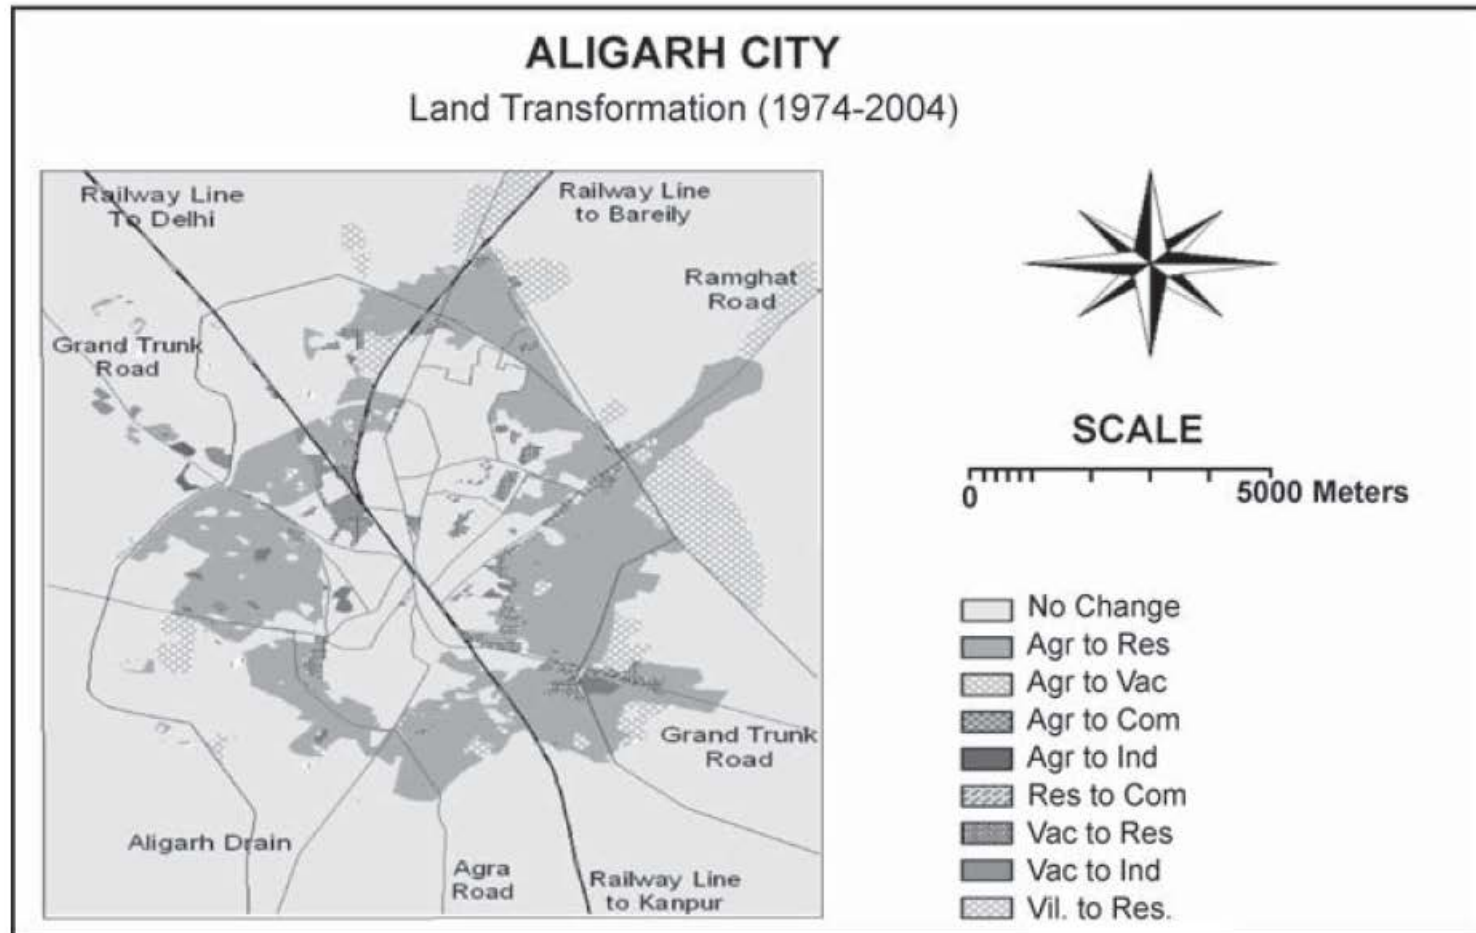 ALIGARH CITY
Land Transformation (1974-2004)
Railway Line
To Delhi
Railway Line
to Bareily
Ramghat
Road
Grand Trunk
Road
Grand Trunk
Road
Aligarh Drain
Agra
Road
Railway Line
to Kanpur
SCALE
0
5000 Meters
No Change
Agr to Res
Agr to Vac
Agr to Com
Agr to Ind
Res to Com
Vac to Res
Vac to Ind
Vil. to Res.